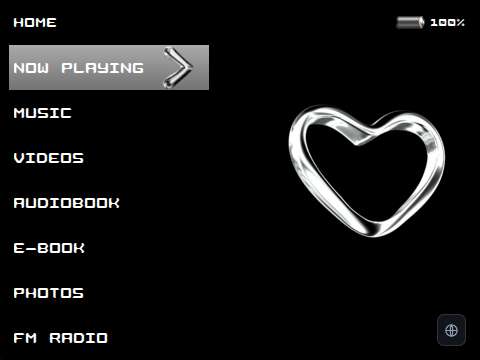 HOME
100%
NOW PLAYING
MUSIC
VIDEOS
AUDIOBOOK
E-BOOK
PHOTOS
FM RADIO